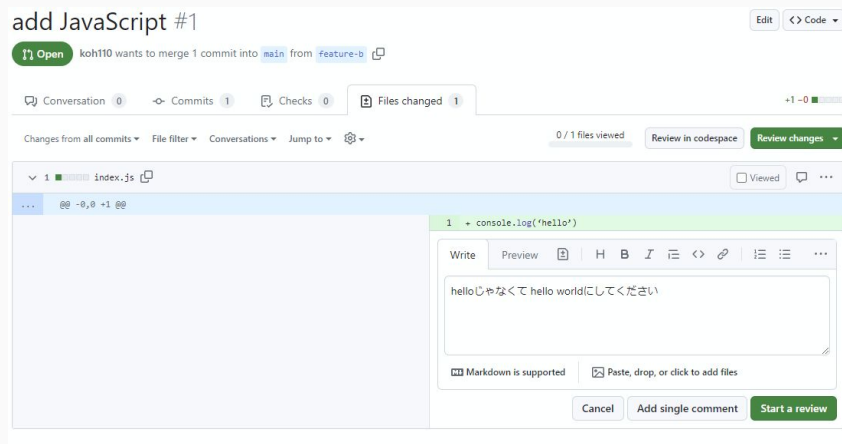 add JavaScript #1
Edit
<> Code
Open koh110 wants to merge 1 commit into main from feature-b
Conversation 0 Commits 1 Checks 0 Files changed 1
+1 −0
Changes from all commits File filter Conversations Jump to
0 / 1 files viewed
Review in codespace
Review changes
1 index.js
Viewed
...
@@ -0,0 +1 @@
1 + console.log(‘hello’)
Write Preview H B I
helloじゃなくて hello worldにしてください
Markdown is supported
Paste, drop, or click to add files
Cancel Add single comment Start a review